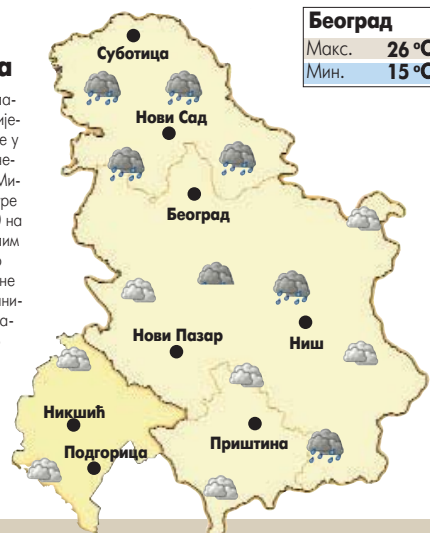 Београд
Макс. 26 °C
Мин. 15 °C
Суботица
Нови Сад
Београд
Нови Пазар
Ниш
Никшић
Подгорица
Приштина